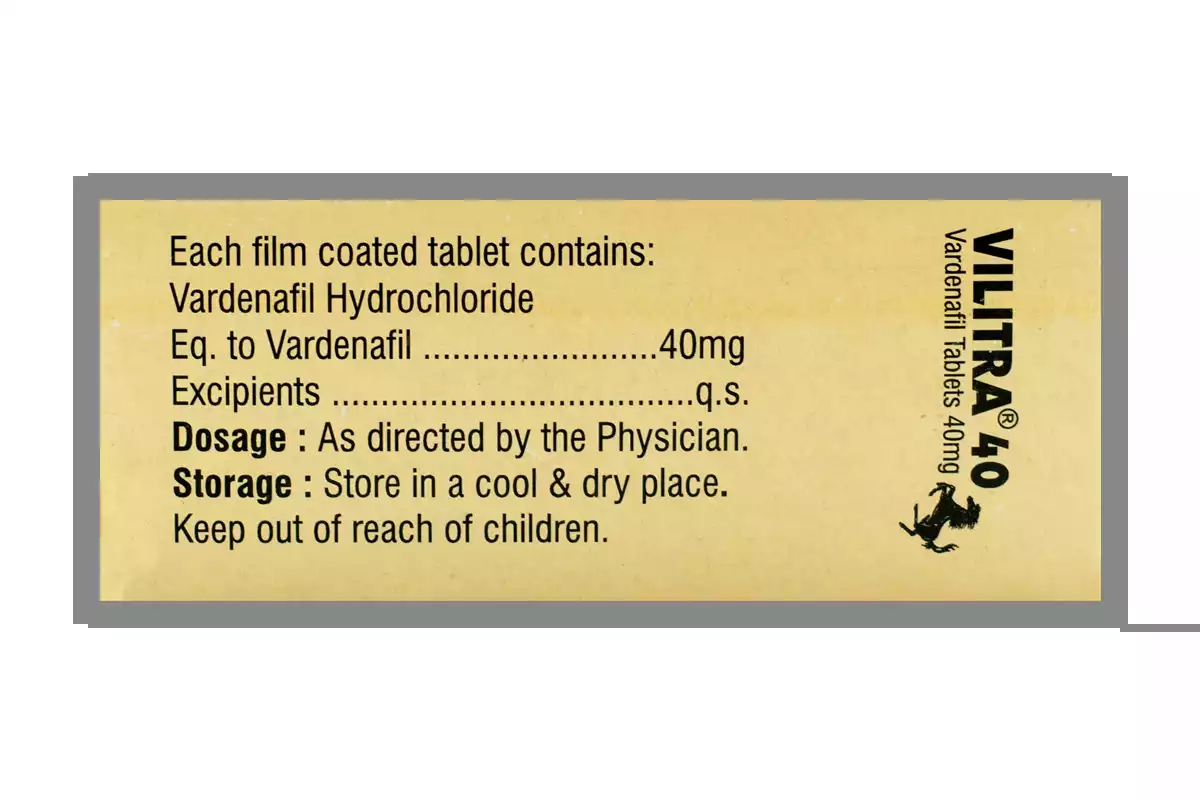 Each film coated tablet contains:
Vardenafil Hydrochloride
Eq. to Vardenafil ........................40mg
Excipients .....................................q.s.
Dosage : As directed by the Physician.
Storage : Store in a cool & dry place.
Keep out of reach of children.
VILITRA® 40
Vardenafil Tablets 40mg